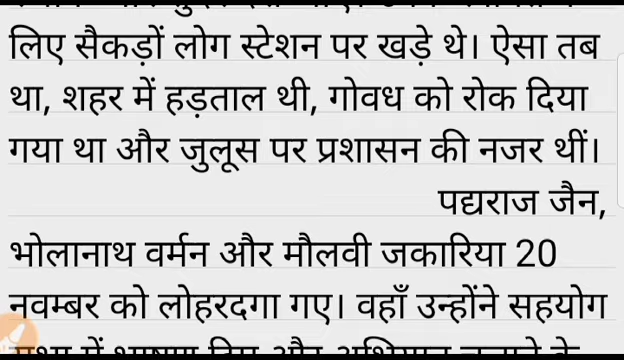 लिए सैकड़ों लोग स्टेशन पर खड़े थे। ऐसा तब
था, शहर में हड़ताल थी, गोवध को रोक दिया
गया था और जुलूस पर प्रशासन की नजर थीं।
पद्यराज जैन,
भोलानाथ वर्मन और मौलवी जकारिया 20
नवम्बर को लोहरदगा गए। वहाँ उन्होंने सहयोग